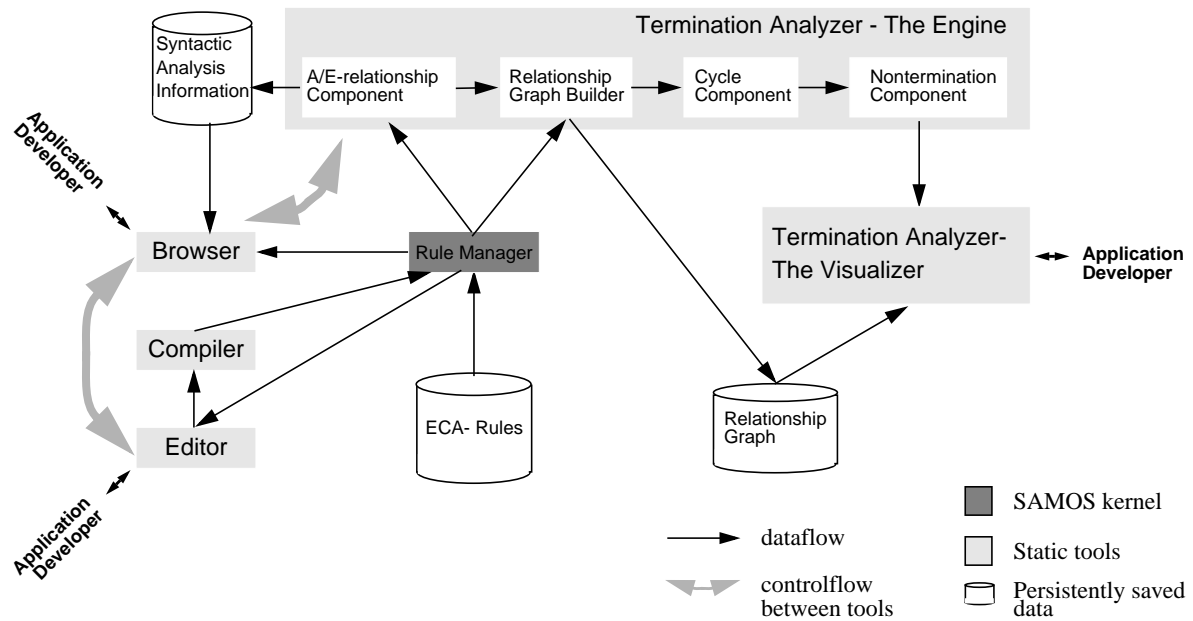 Termination Analyzer - The Engine
Syntactic
Analysis
Information
A/E-relationship
Component
Relationship
Graph Builder
Cycle
Component
Nontermination
Component
Application
Developer
Browser
Rule Manager
Termination Analyzer-
The Visualizer
Application
Developer
Compiler
ECA- Rules
Relationship
Graph
Editor
Application
Developer
SAMOS kernel
dataflow
Static tools
controlflow
between tools
Persistently saved
data